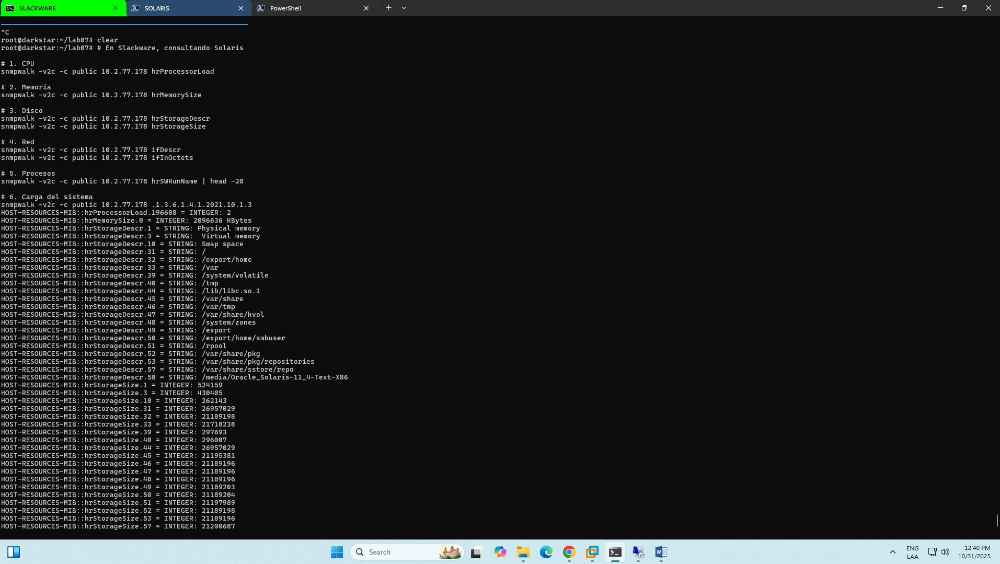 SLACKWARE
SOLARIS
PowerShell
^C
root@darkstar:~/lab07# clear
root@darkstar:~/lab07# # En Slackware, consultando Solaris
# 1. CPU
snmpwalk -v2c -c public 10.2.77.178 hrProcessorLoad
# 2. Memoria
snmpwalk -v2c -c public 10.2.77.178 hrMemorySize
# 3. Disco
snmpwalk -v2c -c public 10.2.77.178 hrStorageDescr
snmpwalk -v2c -c public 10.2.77.178 hrStorageSize
# 4. Red
snmpwalk -v2c -c public 10.2.77.178 ifDescr
snmpwalk -v2c -c public 10.2.77.178 ifInOctets
# 5. Procesos
snmpwalk -v2c -c public 10.2.77.178 hrSWRunName | head -20
# 6. Carga del sistema
snmpwalk -v2c -c public 10.2.77.178 .1.3.6.1.4.1.2021.10.1.3
HOST-RESOURCES-MIB::hrProcessorLoad.196608 = INTEGER: 2
HOST-RESOURCES-MIB::hrMemorySize.0 = INTEGER: 2096636 KBytes
HOST-RESOURCES-MIB::hrStorageDescr.1 = STRING: Physical memory
HOST-RESOURCES-MIB::hrStorageDescr.3 = STRING:  Virtual memory
HOST-RESOURCES-MIB::hrStorageDescr.10 = STRING: Swap space
HOST-RESOURCES-MIB::hrStorageDescr.31 = STRING: /
HOST-RESOURCES-MIB::hrStorageDescr.32 = STRING: /export/home
HOST-RESOURCES-MIB::hrStorageDescr.33 = STRING: /var
HOST-RESOURCES-MIB::hrStorageDescr.39 = STRING: /system/volatile
HOST-RESOURCES-MIB::hrStorageDescr.40 = STRING: /tmp
HOST-RESOURCES-MIB::hrStorageDescr.44 = STRING: /lib/libc.so.1
HOST-RESOURCES-MIB::hrStorageDescr.45 = STRING: /var/share
HOST-RESOURCES-MIB::hrStorageDescr.46 = STRING: /var/tmp
HOST-RESOURCES-MIB::hrStorageDescr.47 = STRING: /var/share/kvol
HOST-RESOURCES-MIB::hrStorageDescr.48 = STRING: /system/zones
HOST-RESOURCES-MIB::hrStorageDescr.49 = STRING: /export
HOST-RESOURCES-MIB::hrStorageDescr.50 = STRING: /export/home/smbuser
HOST-RESOURCES-MIB::hrStorageDescr.51 = STRING: /rpool
HOST-RESOURCES-MIB::hrStorageDescr.52 = STRING: /var/share/pkg
HOST-RESOURCES-MIB::hrStorageDescr.53 = STRING: /var/share/pkg/repositories
HOST-RESOURCES-MIB::hrStorageDescr.57 = STRING: /var/share/sstore/repo
HOST-RESOURCES-MIB::hrStorageDescr.58 = STRING: /media/Oracle_Solaris-11_4-Text-X86
HOST-RESOURCES-MIB::hrStorageSize.1 = INTEGER: 524159
HOST-RESOURCES-MIB::hrStorageSize.3 = INTEGER: 430405
HOST-RESOURCES-MIB::hrStorageSize.10 = INTEGER: 262143
HOST-RESOURCES-MIB::hrStorageSize.31 = INTEGER: 26957029
HOST-RESOURCES-MIB::hrStorageSize.32 = INTEGER: 21189198
HOST-RESOURCES-MIB::hrStorageSize.33 = INTEGER: 21718238
HOST-RESOURCES-MIB::hrStorageSize.39 = INTEGER: 297693
HOST-RESOURCES-MIB::hrStorageSize.40 = INTEGER: 296007
HOST-RESOURCES-MIB::hrStorageSize.44 = INTEGER: 26957029
HOST-RESOURCES-MIB::hrStorageSize.45 = INTEGER: 21195381
HOST-RESOURCES-MIB::hrStorageSize.46 = INTEGER: 21189196
HOST-RESOURCES-MIB::hrStorageSize.47 = INTEGER: 21189196
HOST-RESOURCES-MIB::hrStorageSize.48 = INTEGER: 21189196
HOST-RESOURCES-MIB::hrStorageSize.49 = INTEGER: 21189203
HOST-RESOURCES-MIB::hrStorageSize.50 = INTEGER: 21189204
HOST-RESOURCES-MIB::hrStorageSize.51 = INTEGER: 21197989
HOST-RESOURCES-MIB::hrStorageSize.52 = INTEGER: 21189198
HOST-RESOURCES-MIB::hrStorageSize.53 = INTEGER: 21189196
HOST-RESOURCES-MIB::hrStorageSize.57 = INTEGER: 21200687
Search
ENG
LAA
12:40 PM
10/31/2025